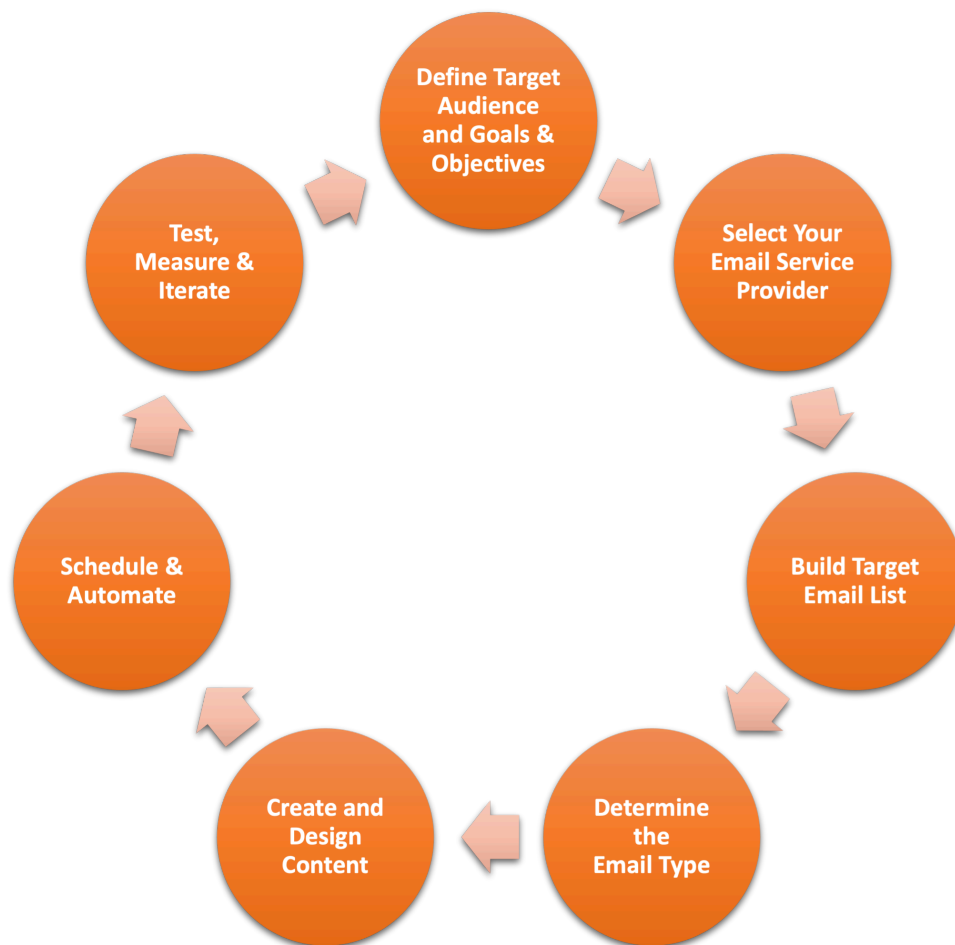 Define Target
Audience
and Goals &
Objectives
Select Your
Email Service
Provider
Build Target
Email List
Determine
the
Email Type
Create and
Design
Content
Schedule &
Automate
Test,
Measure &
Iterate